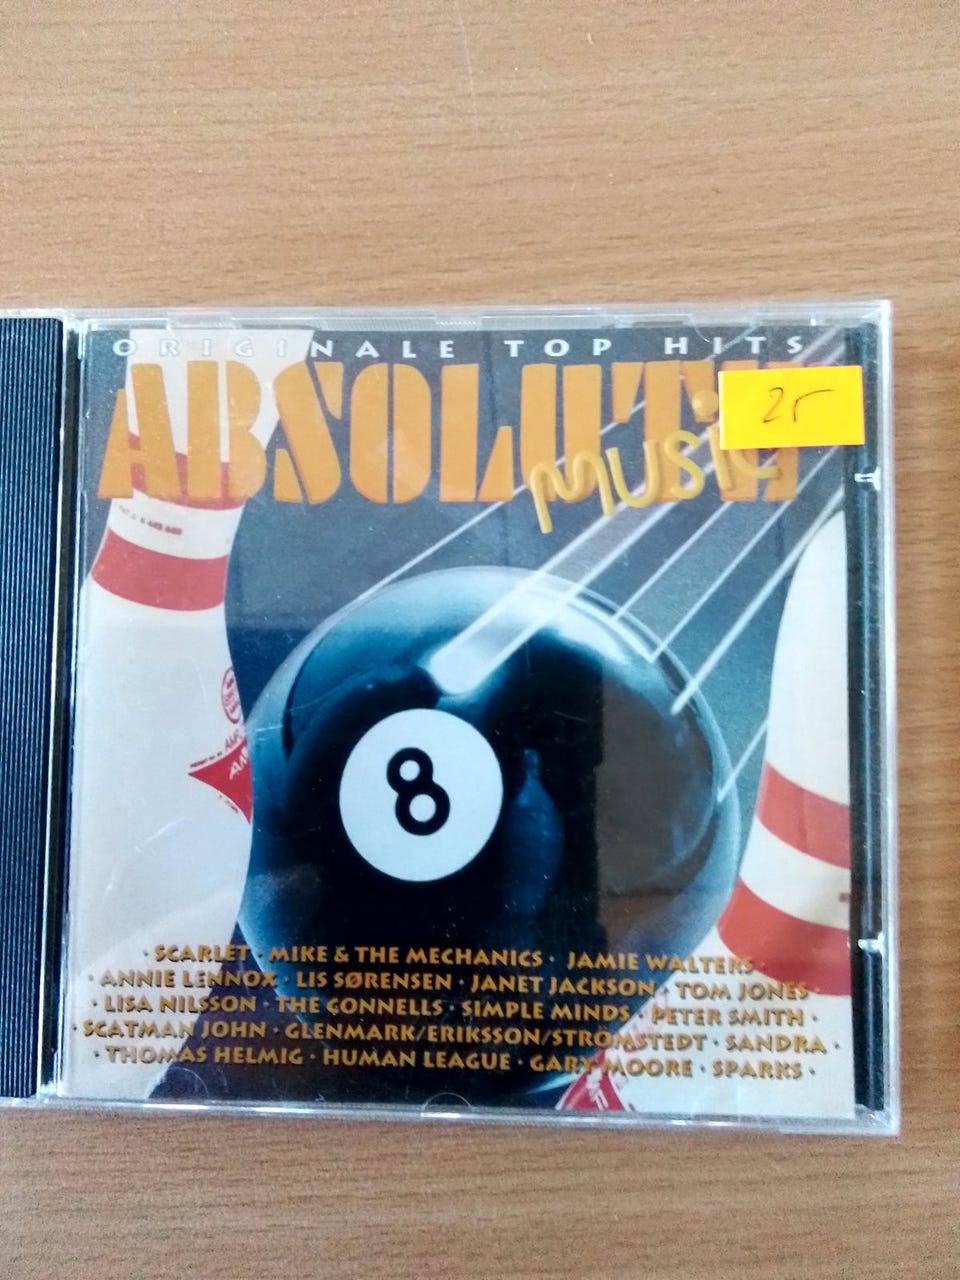 ORIGINALE TOP HITS
ABSOLUTE
MUSIC
8
· SCARLET · MIKE & THE MECHANICS · JAMIE WALTERS ·
· ANNIE LENNOX · LIS SØRENSEN · JANET JACKSON · TOM JONES ·
· LISA NILSSON · THE CONNELLS · SIMPLE MINDS · PETER SMITH ·
· SCATMAN JOHN · GLENMARK/ERIKSSON/STRÖMSTEDT · SANDRA ·
· THOMAS HELMIG · HUMAN LEAGUE · GARY MOORE · SPARKS ·